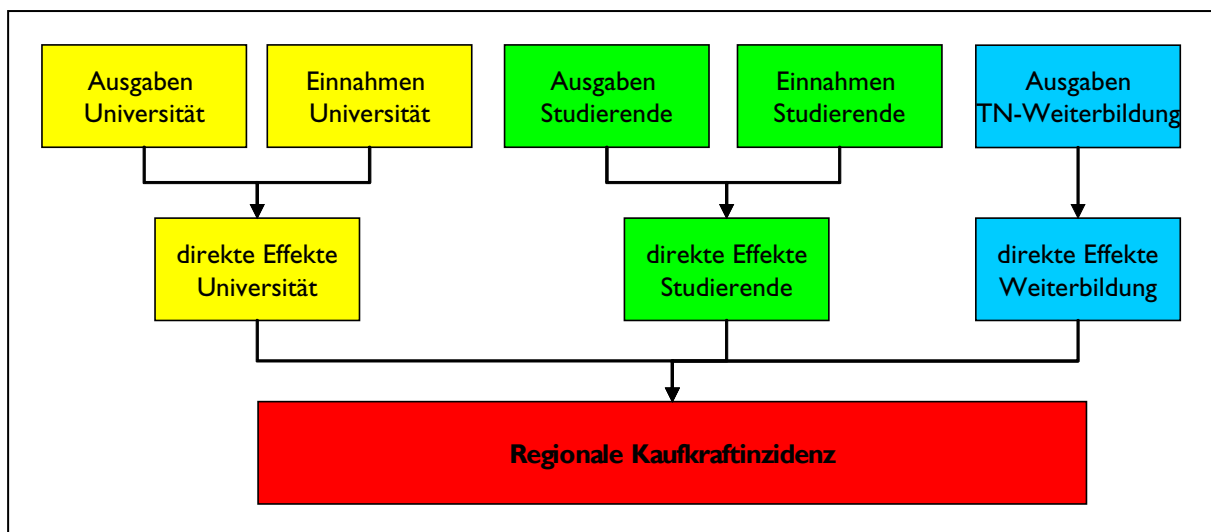 Ausgaben
Universität
Einnahmen
Universität
Ausgaben
Studierende
Einnahmen
Studierende
Ausgaben
TN-Weiterbildung
direkte Effekte
Universität
direkte Effekte
Studierende
direkte Effekte
Weiterbildung
Regionale Kaufkraftinzidenz